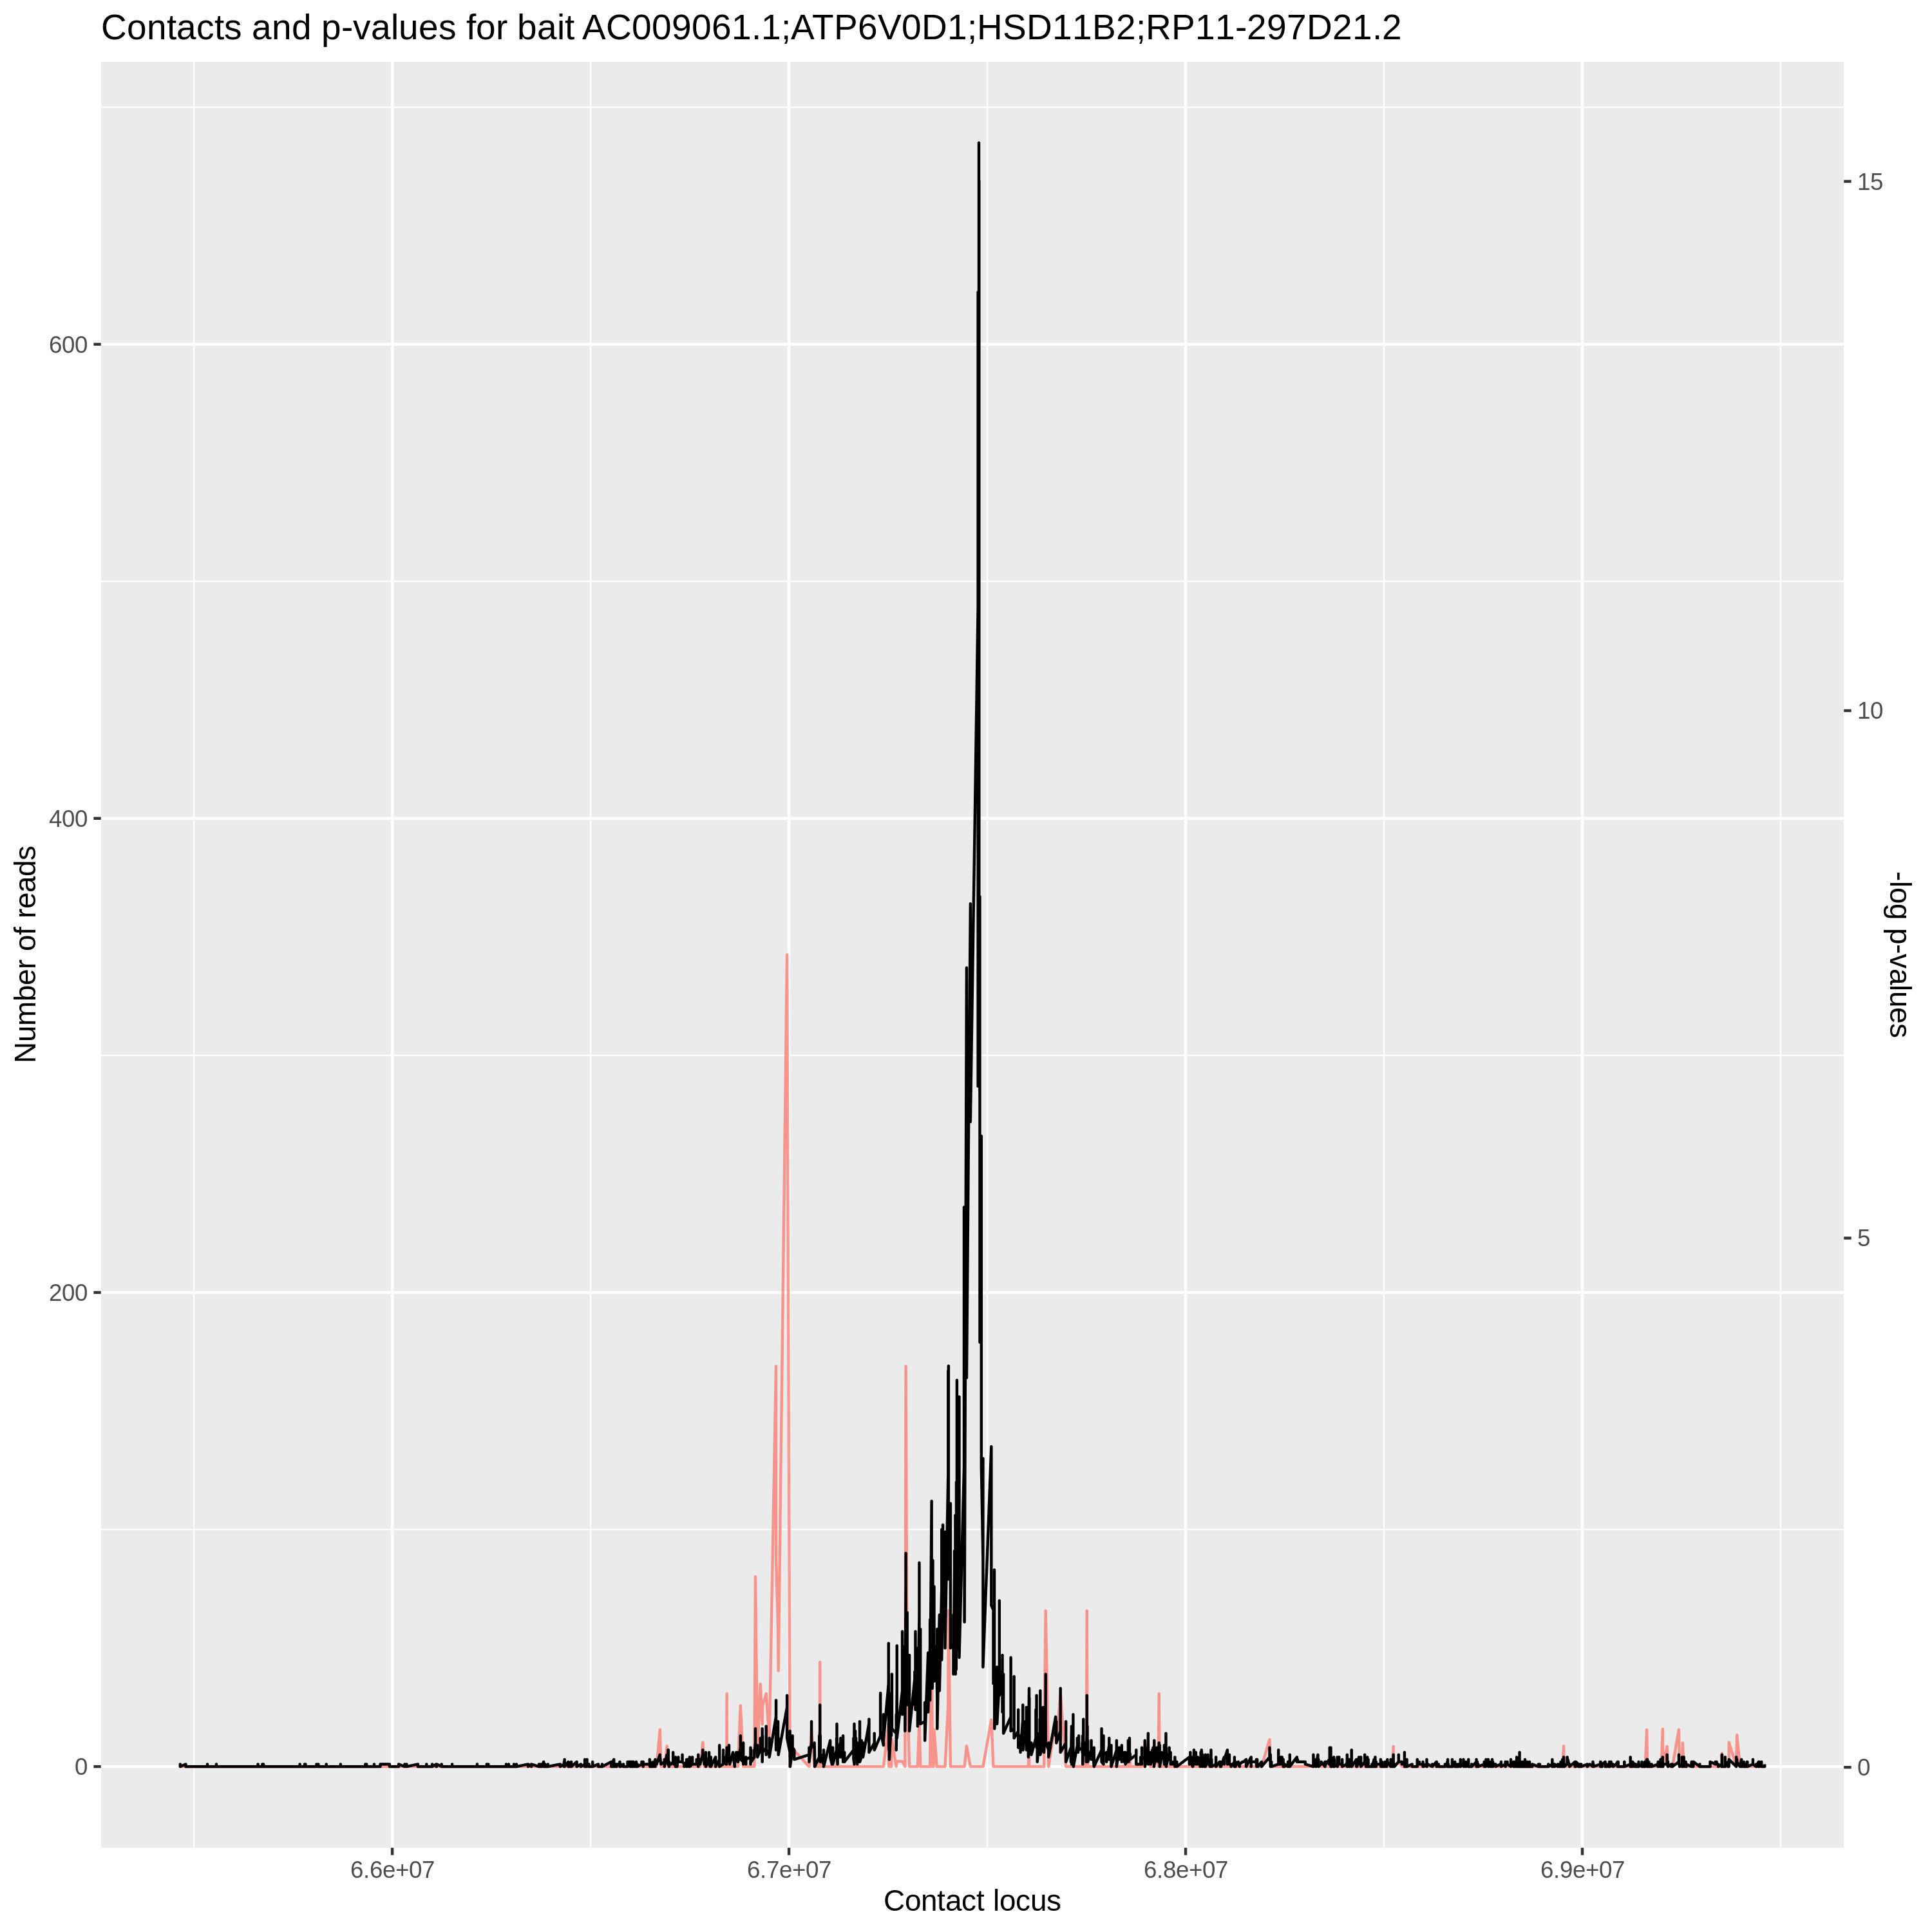 Contacts and p-values for bait AC009061.1;ATP6V0D1;HSD11B2;RP11-297D21.2
Number of reads
600
400
200
0
15
10
5
0
-log p-values
6.6e+07
6.7e+07
6.8e+07
6.9e+07
Contact locus